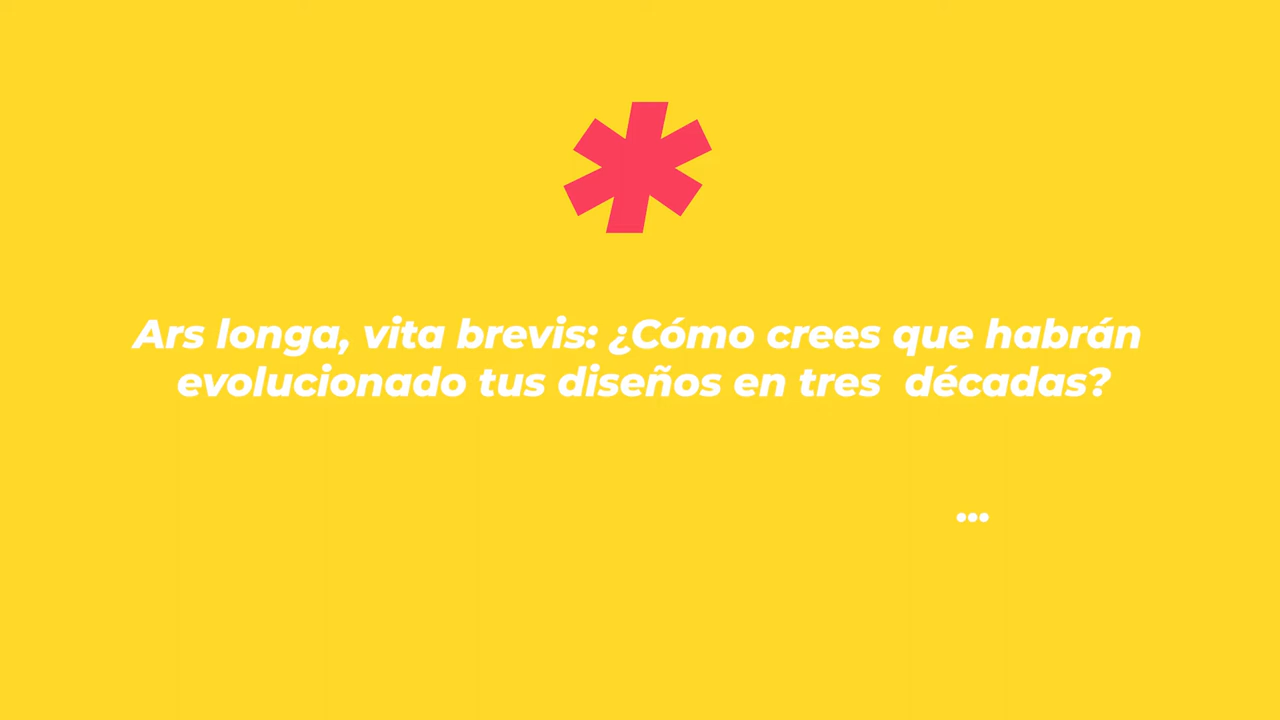 Ars longa, vita brevis: ¿Cómo crees que habrán
evolucionado tus diseños en tres  décadas?
...